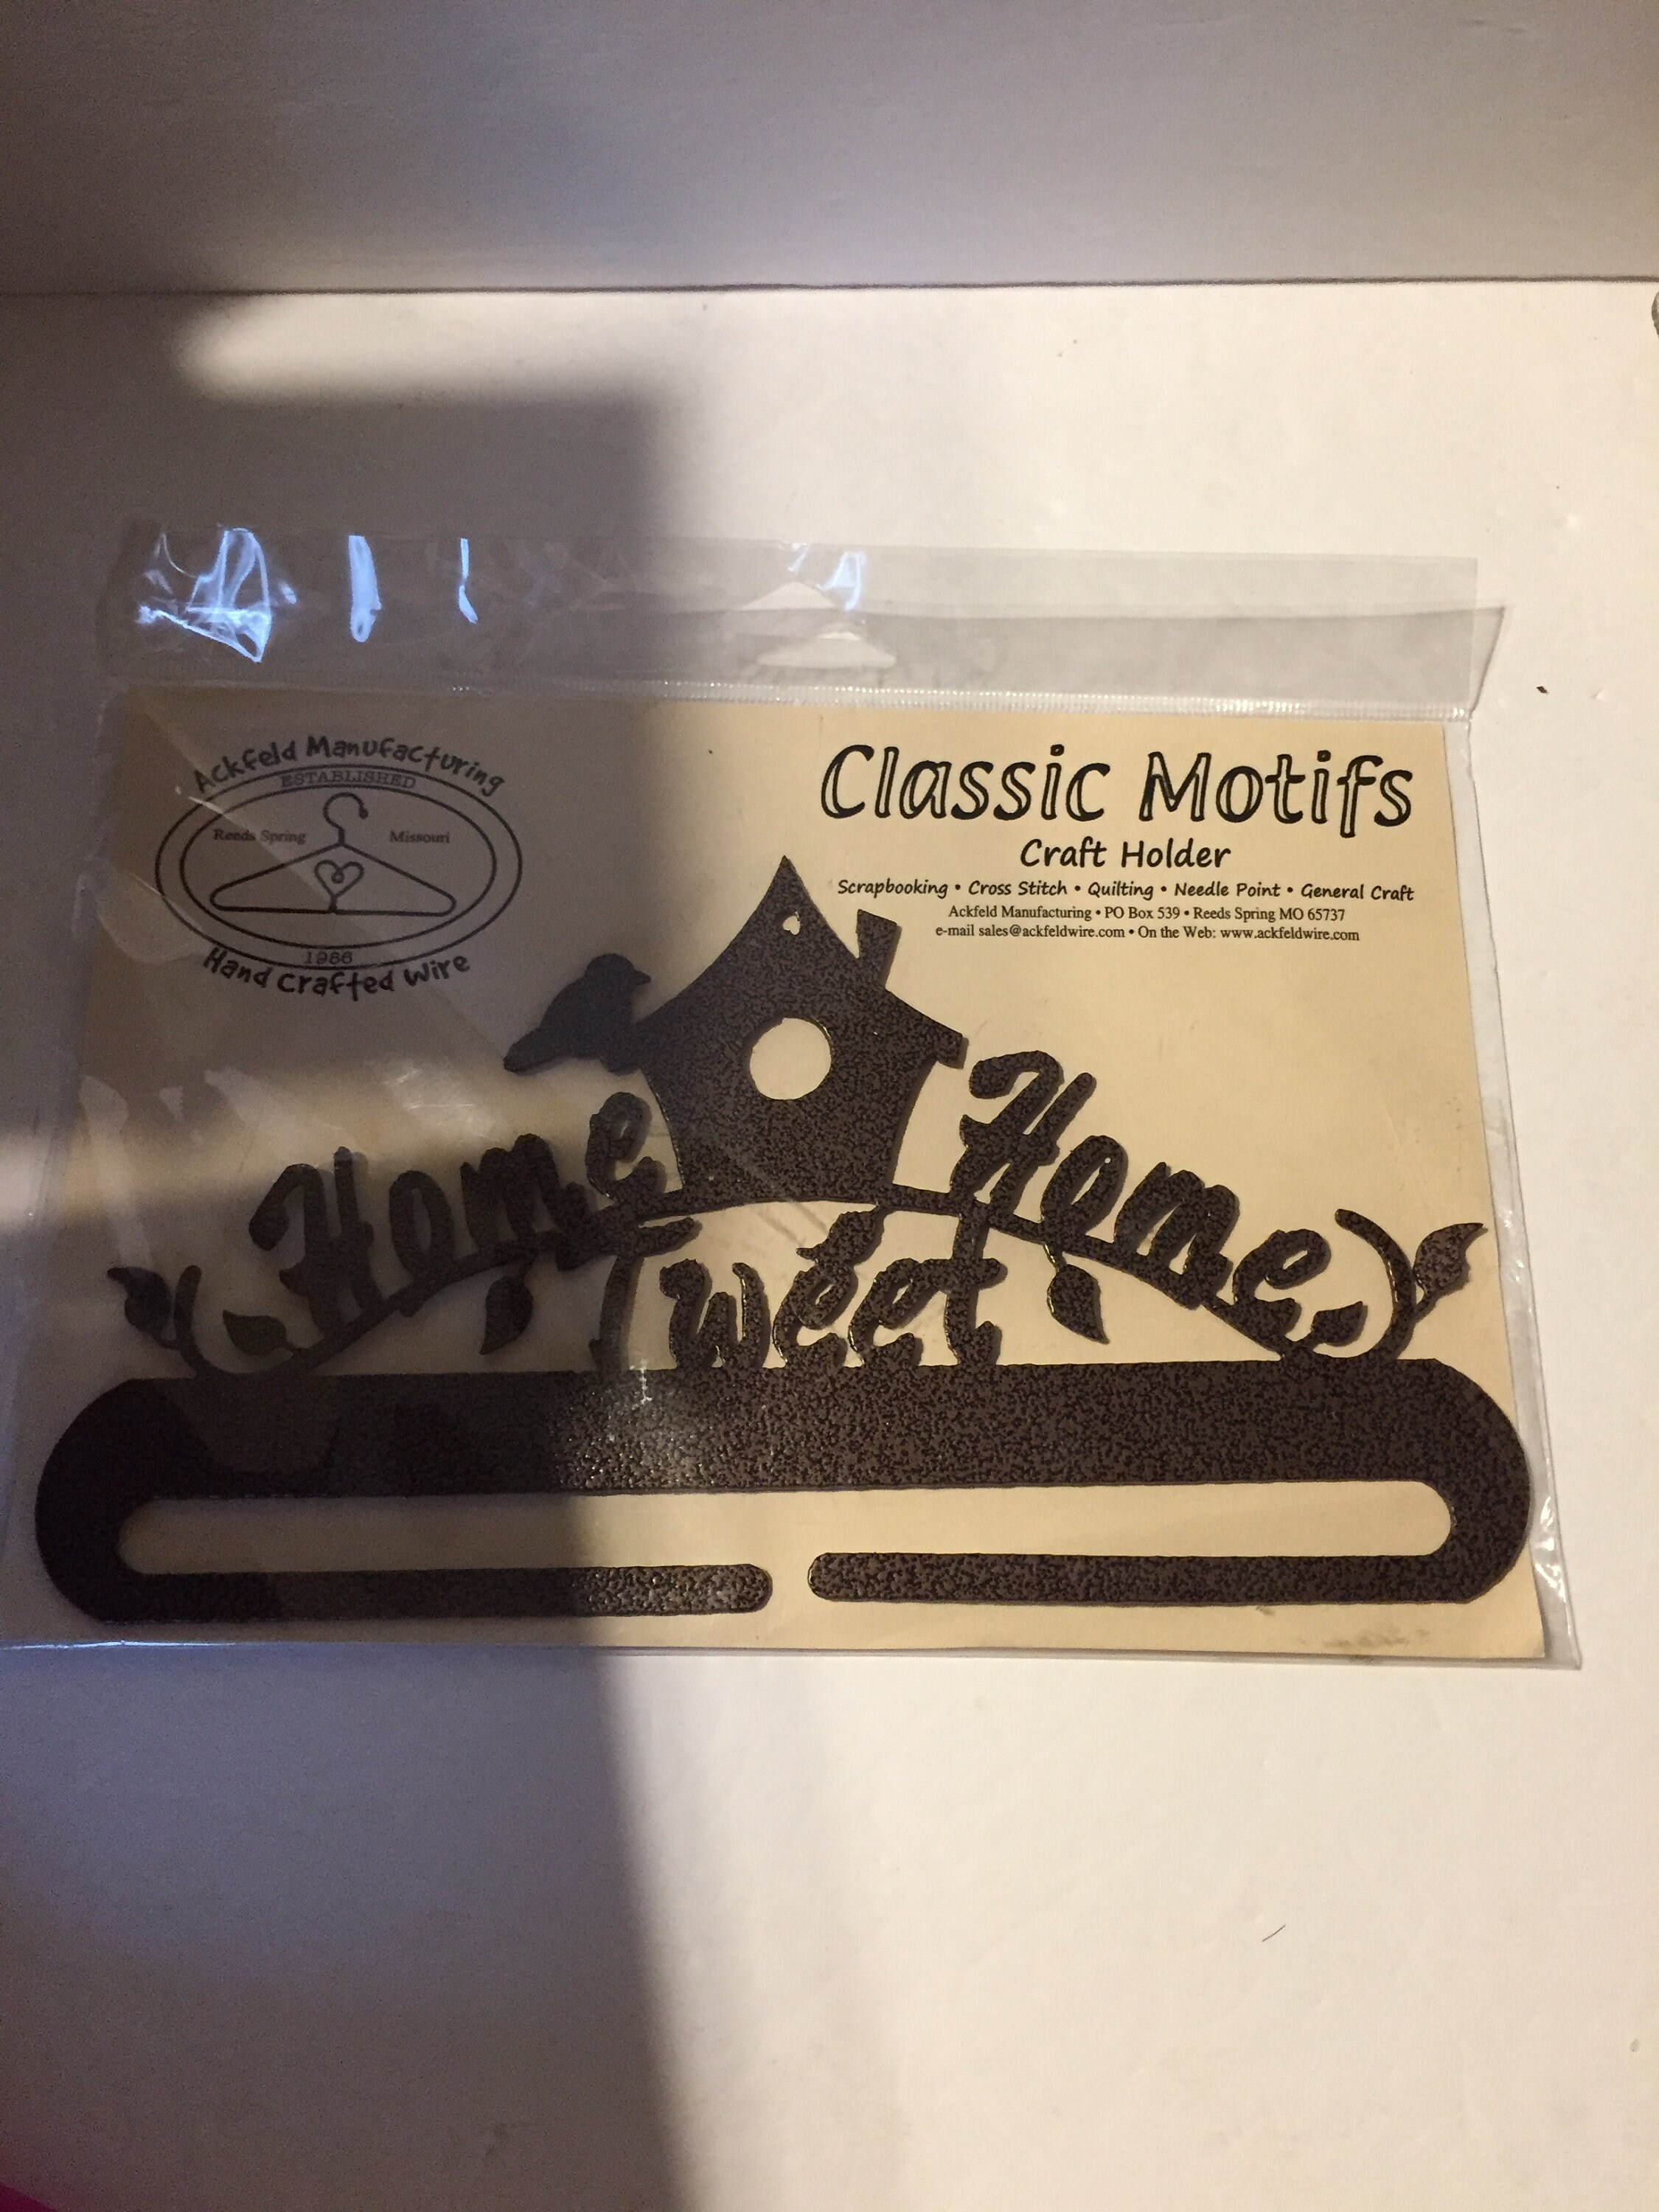 Ackfeld Manufacturing
ESTABLISHED
Reeds Spring Missouri
1986
Hand Crafted Wire
Classic Motifs
Craft Holder
Scrapbooking • Cross Stitch • Quilting • Needle Point • General Craft
Ackfeld Manufacturing • PO Box 539 • Reeds Spring MO 65737
e-mail sales@ackfeldwire.com • On the Web: www.ackfeldwire.com
Home
Tweet
Home